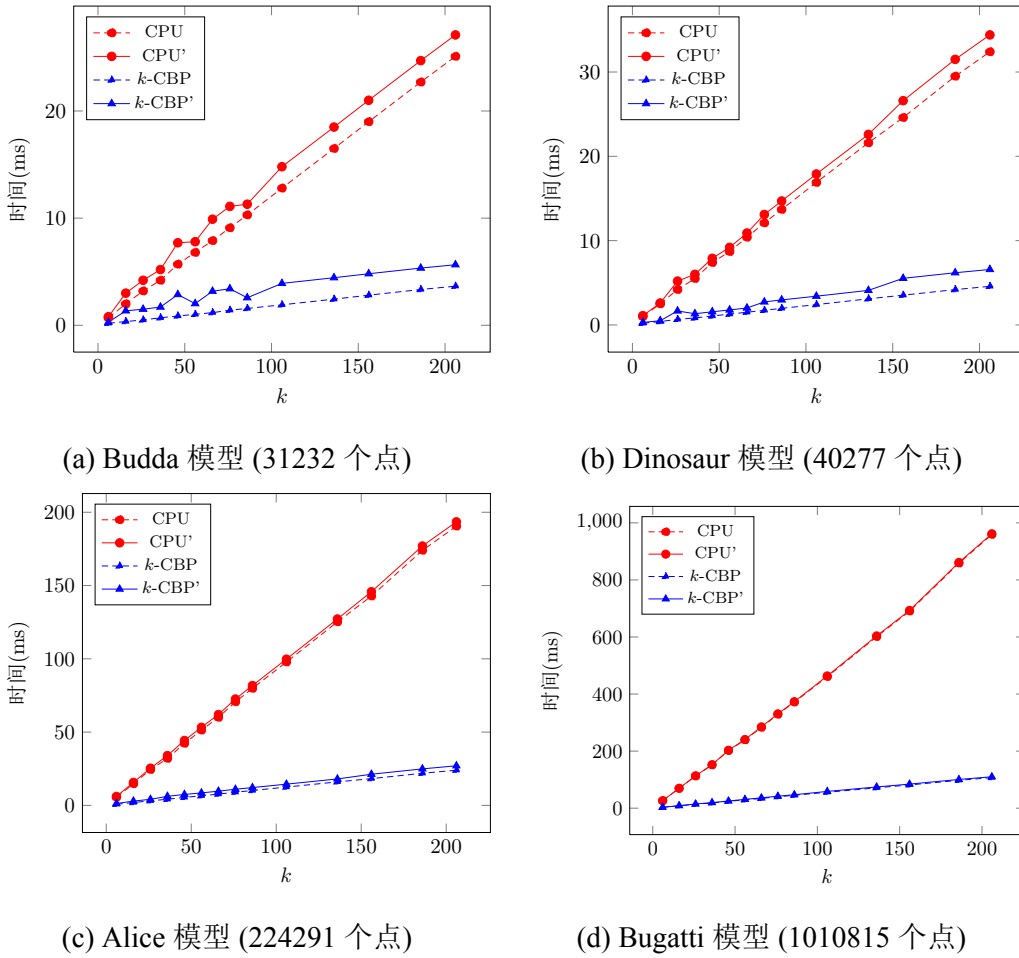 CPU
CPU'
k-CBP
k-CBP'
20
10
0
时间(ms)
0 50 100 150 200
k
(a) Budda 模型 (31232 个点)
CPU
CPU'
k-CBP
k-CBP'
30
20
10
0
时间(ms)
0 50 100 150 200
k
(b) Dinosaur 模型 (40277 个点)
CPU
CPU'
k-CBP
k-CBP'
200
150
100
50
0
时间(ms)
0 50 100 150 200
k
(c) Alice 模型 (224291 个点)
CPU
CPU'
k-CBP
k-CBP'
1,000
800
600
400
200
0
时间(ms)
0 50 100 150 200
k
(d) Bugatti 模型 (1010815 个点)